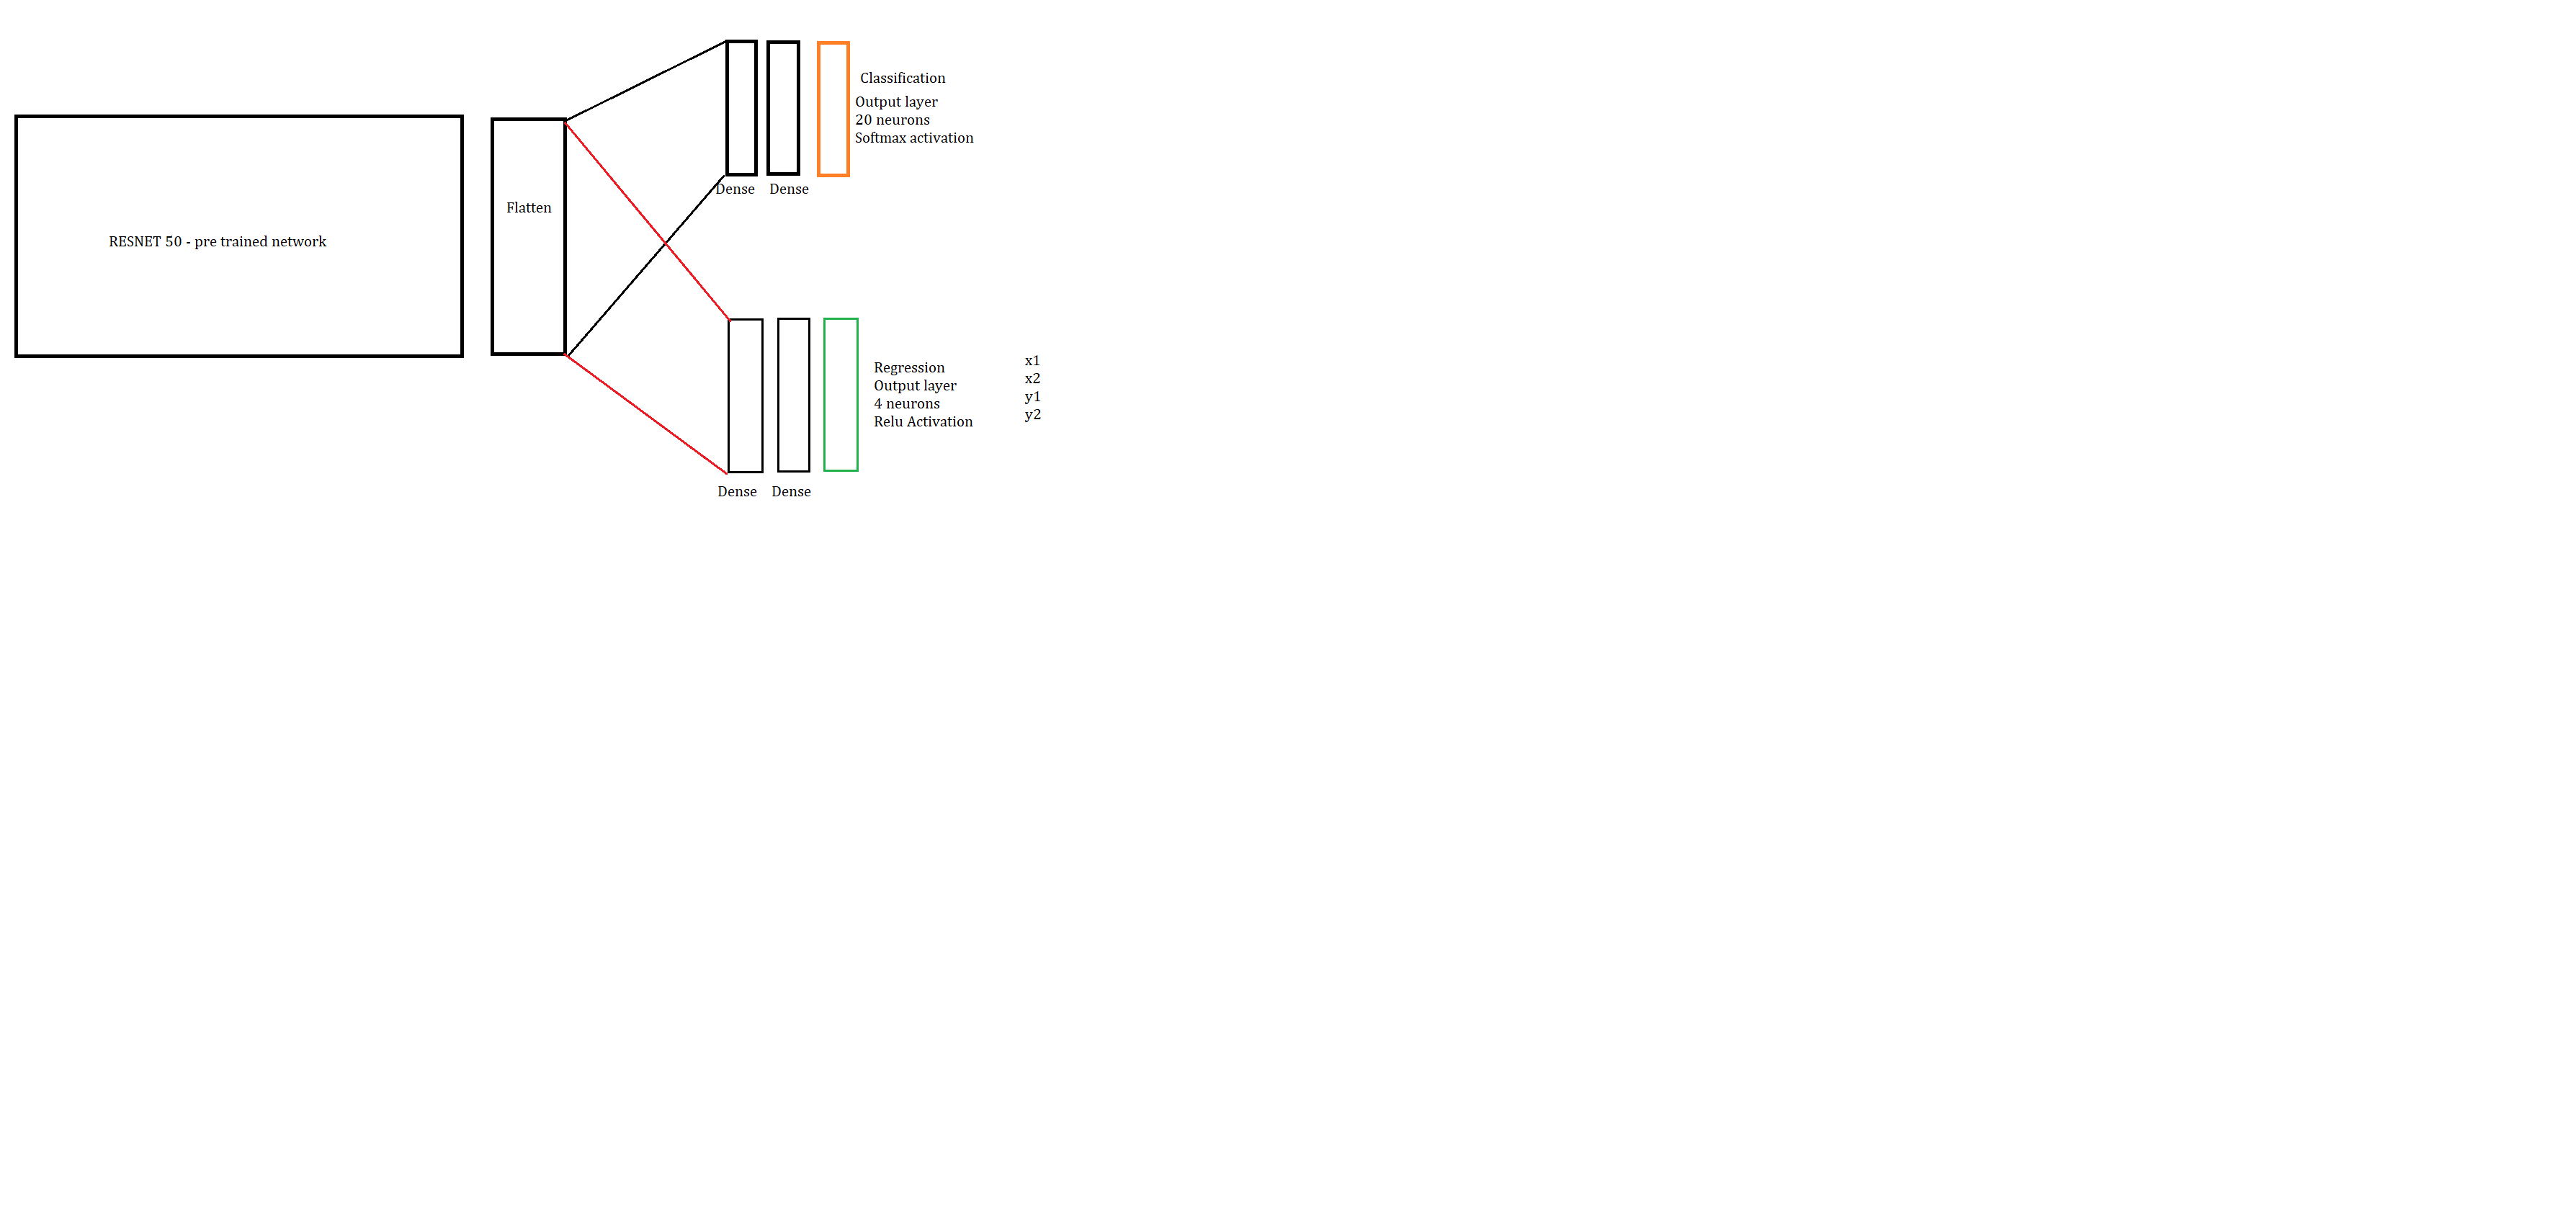 RESNET 50 - pre trained network
Flatten
Dense Dense
Classification
Output layer
20 neurons
Softmax activation
Dense Dense
Regression
Output layer
4 neurons
Relu Activation
x1
x2
y1
y2